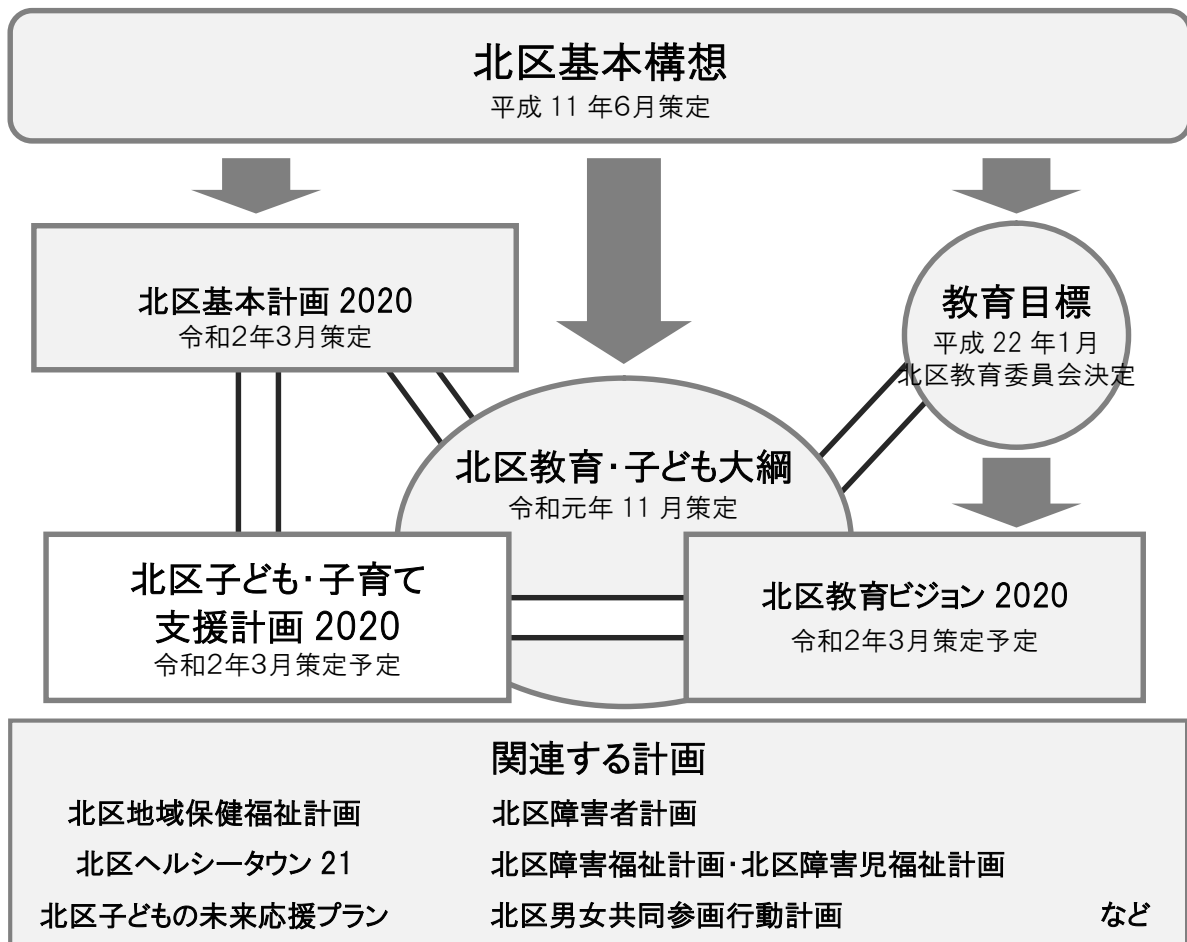 北区基本構想
平成 11 年6月策定
北区基本計画 2020
令和2年3月策定
教育目標
平成 22 年1月
北区教育委員会決定
北区教育・子ども大綱
令和元年 11 月策定
北区子ども・子育て
支援計画 2020
令和2年3月策定予定
北区教育ビジョン 2020
令和2年3月策定予定
関連する計画
北区地域保健福祉計画 北区障害者計画
北区ヘルシータウン 21 北区障害福祉計画・北区障害児福祉計画
北区子どもの未来応援プラン 北区男女共同参画行動計画 など